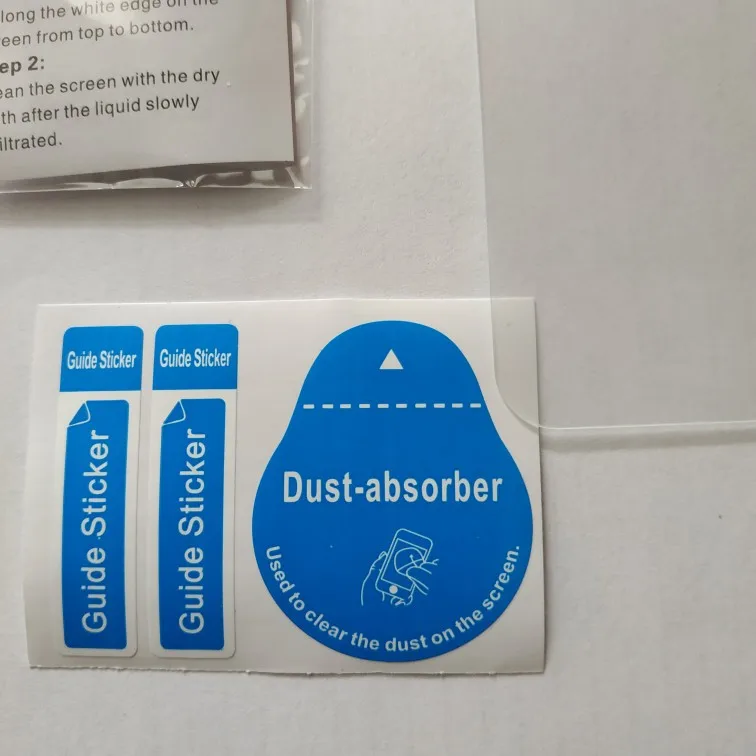 long the white edge on the
een from top to bottom.
ep 2:
ean the screen with the dry
th after the liquid slowly
iltrated.
Guide Sticker
Guide Sticker
Guide Sticker
Guide Sticker
Dust-absorber
Used to clear the dust on the screen.